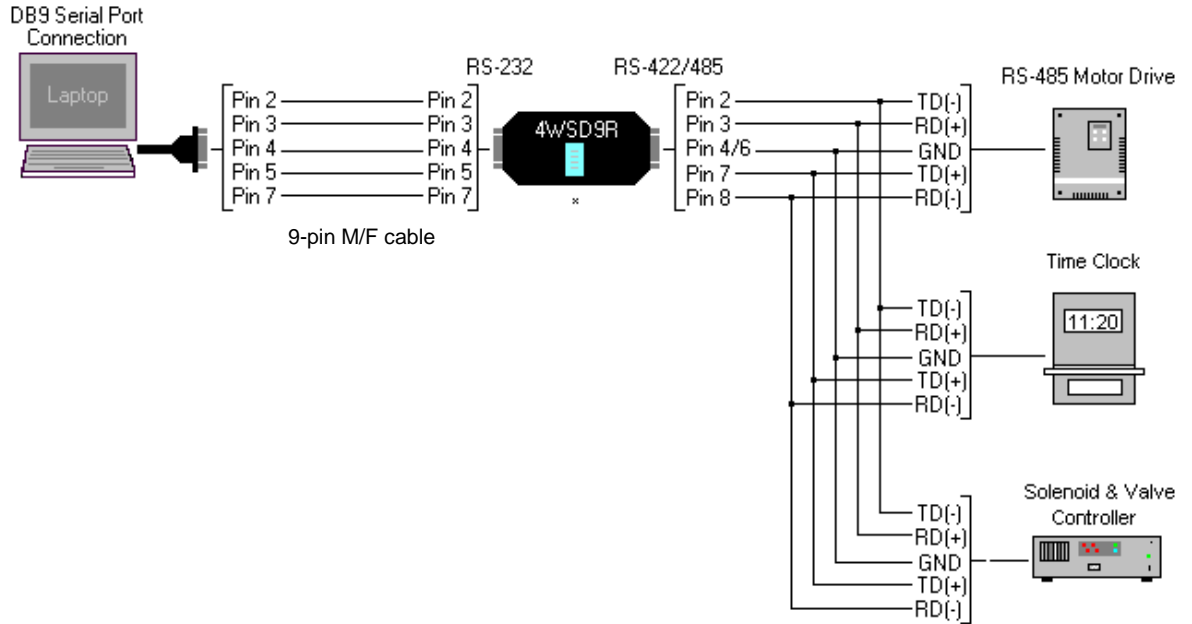 DB9 Serial Port
Connection
Laptop
RS-232
RS-422/485
RS-485 Motor Drive
Pin 2 Pin 2
Pin 3 Pin 3
Pin 4 Pin 4
Pin 5 Pin 5
Pin 7 Pin 7
9-pin M/F cable
4WSD9R
Pin 2 TD(-)
Pin 3 RD(+)
Pin 4/6 GND
Pin 7 TD(+)
Pin 8 RD(-)
Time Clock
TD(-)
RD(+)
GND
TD(+)
RD(-)
11:20
Solenoid & Valve
Controller
TD(-)
RD(+)
GND
TD(+)
RD(-)